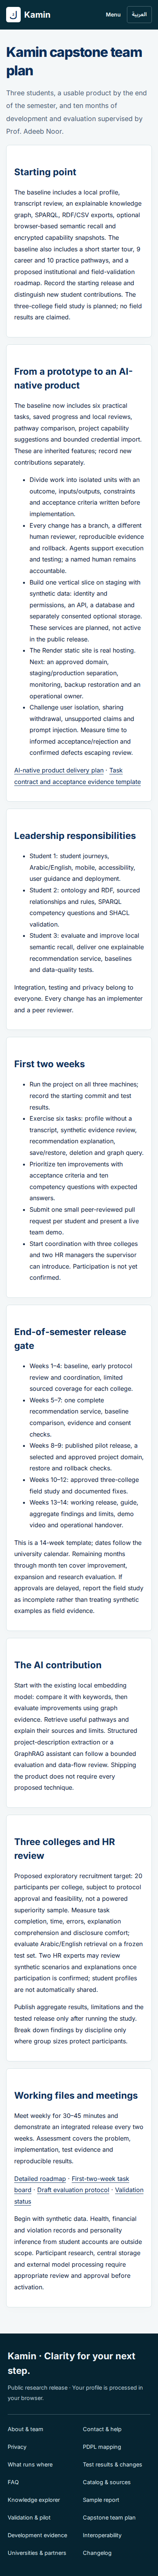 Kamin
Menu
العربية
Kamin capstone team
plan
Three students, a usable product by the end
of the semester, and ten months of
development and evaluation supervised by
Prof. Adeeb Noor.
Starting point
The baseline includes a local profile,
transcript review, an explainable knowledge
graph, SPARQL, RDF/CSV exports, optional
browser-based semantic recall and
encrypted capability snapshots. The
baseline also includes a short starter tour, 9
career and 10 practice pathways, and a
proposed institutional and field-validation
roadmap. Record the starting release and
distinguish new student contributions. The
three-college field study is planned; no field
results are claimed.
From a prototype to an AI-
native product
The baseline now includes six practical
tasks, saved progress and local reviews,
pathway comparison, project capability
suggestions and bounded credential import.
These are inherited features; record new
contributions separately.
Divide work into isolated units with an
outcome, inputs/outputs, constraints
and acceptance criteria written before
implementation.
Every change has a branch, a different
human reviewer, reproducible evidence
and rollback. Agents support execution
and testing; a named human remains
accountable.
Build one vertical slice on staging with
synthetic data: identity and
permissions, an API, a database and
separately consented optional storage.
These services are planned, not active
in the public release.
The Render static site is real hosting.
Next: an approved domain,
staging/production separation,
monitoring, backup restoration and an
operational owner.
Challenge user isolation, sharing
withdrawal, unsupported claims and
prompt injection. Measure time to
informed acceptance/rejection and
confirmed defects escaping review.
AI-native product delivery plan · Task
contract and acceptance evidence template
Leadership responsibilities
Student 1: student journeys,
Arabic/English, mobile, accessibility,
user guidance and deployment.
Student 2: ontology and RDF, sourced
relationships and rules, SPARQL
competency questions and SHACL
validation.
Student 3: evaluate and improve local
semantic recall, deliver one explainable
recommendation service, baselines
and data-quality tests.
Integration, testing and privacy belong to
everyone. Every change has an implementer
and a peer reviewer.
First two weeks
Run the project on all three machines;
record the starting commit and test
results.
Exercise six tasks: profile without a
transcript, synthetic evidence review,
recommendation explanation,
save/restore, deletion and graph query.
Prioritize ten improvements with
acceptance criteria and ten
competency questions with expected
answers.
Submit one small peer-reviewed pull
request per student and present a live
team demo.
Start coordination with three colleges
and two HR managers the supervisor
can introduce. Participation is not yet
confirmed.
End-of-semester release
gate
Weeks 1–4: baseline, early protocol
review and coordination, limited
sourced coverage for each college.
Weeks 5–7: one complete
recommendation service, baseline
comparison, evidence and consent
checks.
Weeks 8–9: published pilot release, a
selected and approved project domain,
restore and rollback checks.
Weeks 10–12: approved three-college
field study and documented fixes.
Weeks 13–14: working release, guide,
aggregate findings and limits, demo
video and operational handover.
This is a 14-week template; dates follow the
university calendar. Remaining months
through month ten cover improvement,
expansion and research evaluation. If
approvals are delayed, report the field study
as incomplete rather than treating synthetic
examples as field evidence.
The AI contribution
Start with the existing local embedding
model: compare it with keywords, then
evaluate improvements using graph
evidence. Retrieve useful pathways and
explain their sources and limits. Structured
project-description extraction or a
GraphRAG assistant can follow a bounded
evaluation and data-flow review. Shipping
the product does not require every
proposed technique.
Three colleges and HR
review
Proposed exploratory recruitment target: 20
participants per college, subject to protocol
approval and feasibility, not a powered
superiority sample. Measure task
completion, time, errors, explanation
comprehension and disclosure comfort;
evaluate Arabic/English retrieval on a frozen
test set. Two HR experts may review
synthetic scenarios and explanations once
participation is confirmed; student profiles
are not automatically shared.
Publish aggregate results, limitations and the
tested release only after running the study.
Break down findings by discipline only
where group sizes protect participants.
Working files and meetings
Meet weekly for 30–45 minutes and
demonstrate an integrated release every two
weeks. Assessment covers the problem,
implementation, test evidence and
reproducible results.
Detailed roadmap · First-two-week task
board · Draft evaluation protocol · Validation
status
Begin with synthetic data. Health, financial
and violation records and personality
inference from student accounts are outside
scope. Participant research, central storage
and external model processing require
appropriate review and approval before
activation.
Kamin · Clarity for your next
step.
Public research release · Your profile is processed in
your browser.
About & team
Contact & help
Privacy
PDPL mapping
What runs where
Test results & changes
FAQ
Catalog & sources
Knowledge explorer
Sample report
Validation & pilot
Capstone team plan
Development evidence
Interoperability
Universities & partners
Changelog